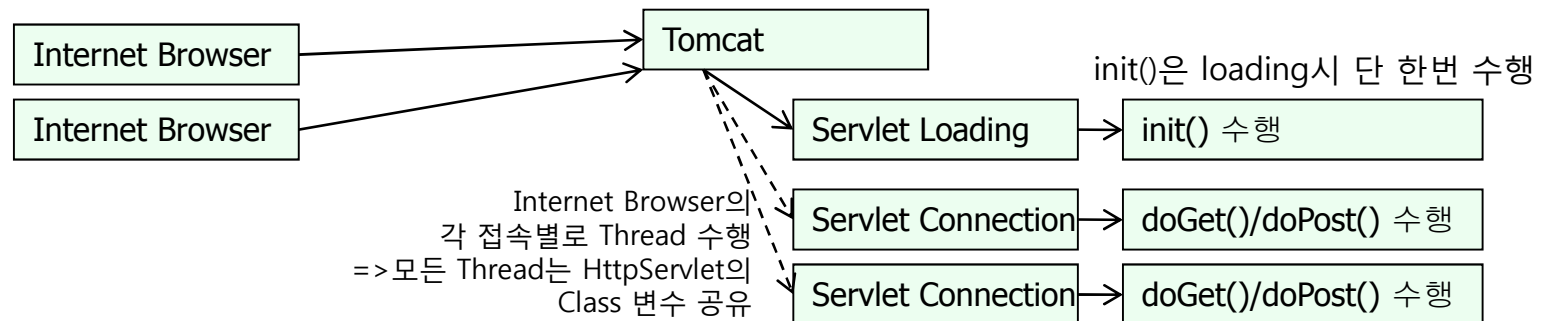 Internet Browser
Tomcat
init()은 loading시 단 한번 수행
Internet Browser
Servlet Loading
init() 수행
Internet Browser의
각 접속별로 Thread 수행
=>모든 Thread는 HttpServlet의
Class 변수 공유
Servlet Connection
doGet()/doPost() 수행
Servlet Connection
doGet()/doPost() 수행